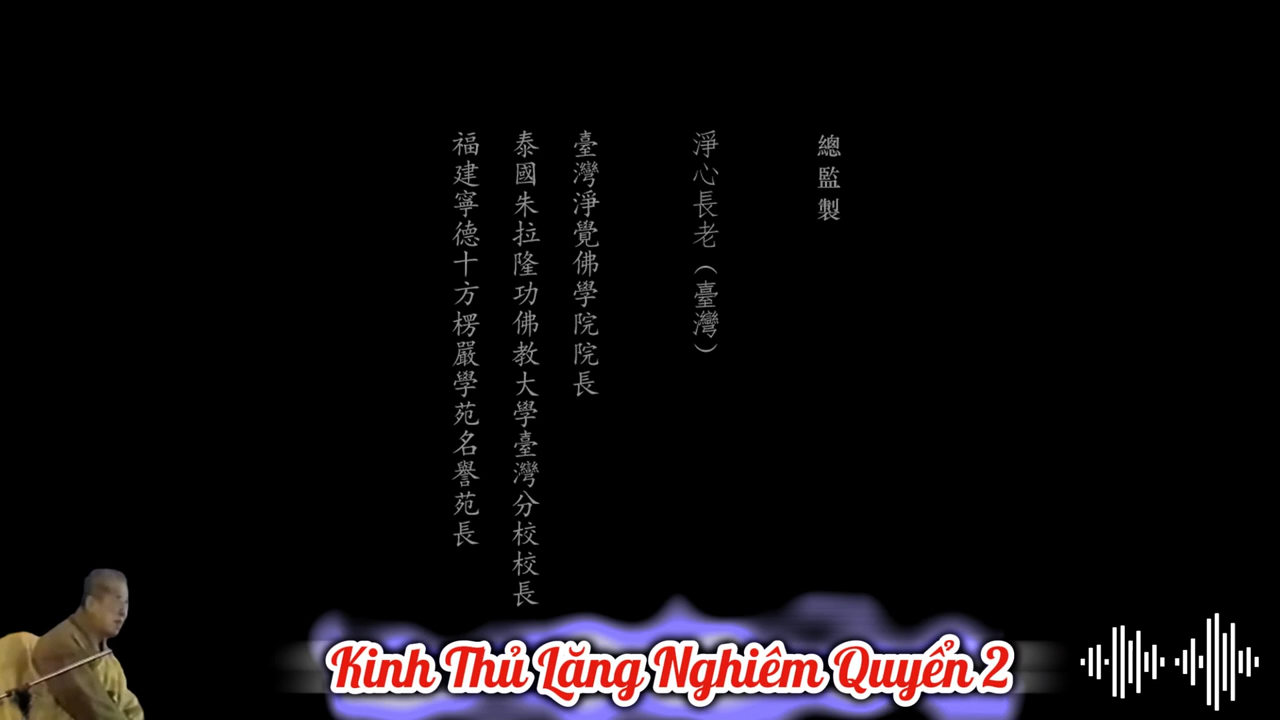 總監製
淨心長老（臺灣）
臺灣淨覺佛學院院長
泰國朱拉隆功佛教大學臺灣分校校長
福建寧德十方楞嚴學苑名譽苑長
Kinh Thủ Lăng Nghiêm Quyển 2